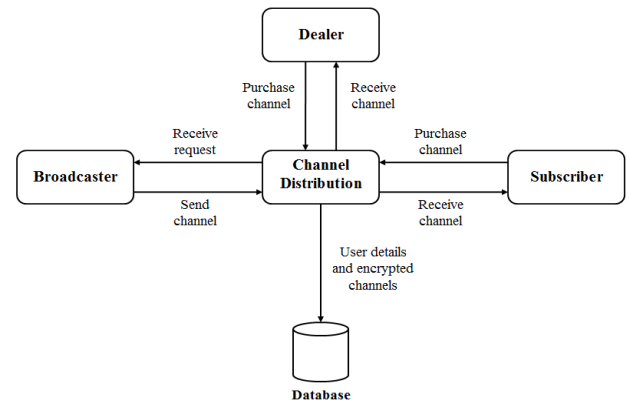 Dealer
Purchase
channel
Receive
channel
Receive
request
Purchase
channel
Broadcaster
Channel
Distribution
Subscriber
Send
channel
Receive
channel
User details
and encrypted
channels
Database